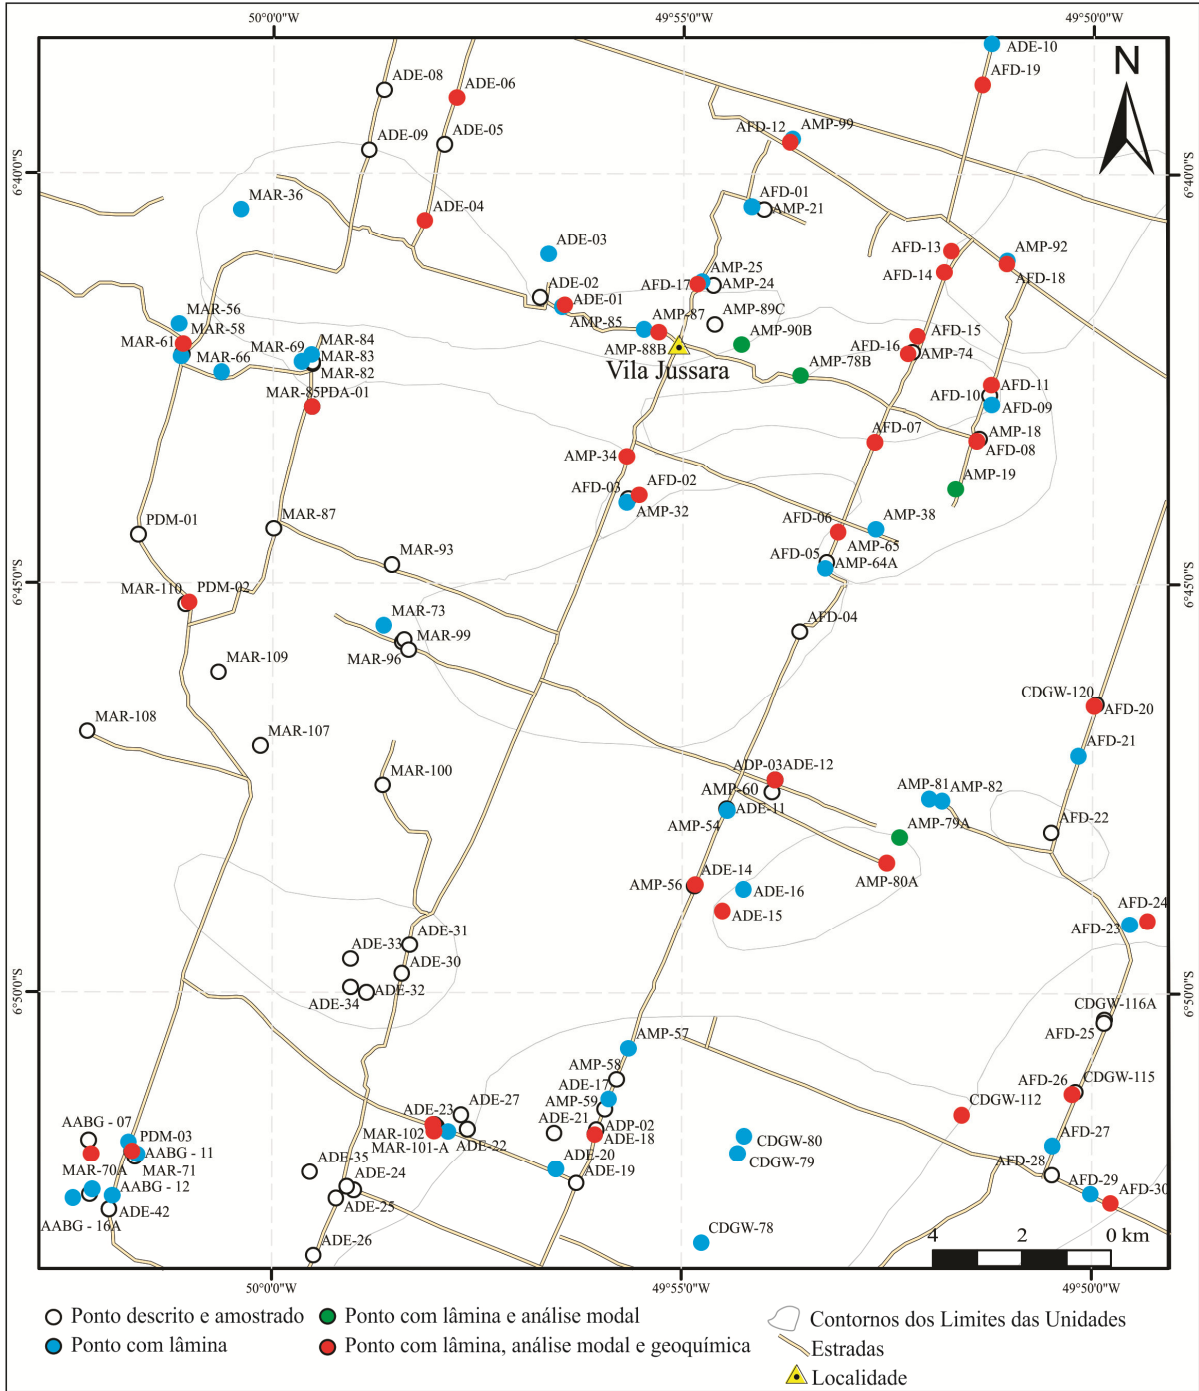 50°0'0"W
49°55'0"W
49°50'0"W
ADE-10
ADE-08
ADE-06
AFD-19
N
AMP-99
AFD-12
ADE-09
ADE-05
6°40'0"S
6°40'0"S
MAR-36
ADE-04
AFD-01
AMP-21
ADE-03
AFD-13
AMP-92
AFD-14
AFD-18
AMP-25
AFD-17
AMP-24
ADE-02
ADE-01
MAR-56
AMP-85
AMP-87
AMP-89C
MAR-58
MAR-61
MAR-84
AMP-88B
AMP-90B
AFD-15
AFD-16
AMP-74
MAR-69
MAR-83
MAR-66
MAR-82
Vila Jussara
AMP-78B
MAR-85
PDA-01
AFD-11
AFD-10
AFD-09
AFD-07
AMP-18
AFD-08
AMP-34
AFD-03
AFD-02
AMP-19
AMP-32
PDM-01
MAR-87
AFD-06
AMP-38
AMP-65
AFD-05
AMP-64A
MAR-93
6°45'0"S
6°45'0"S
MAR-110
PDM-02
MAR-73
AFD-04
MAR-99
MAR-96
MAR-109
CDGW-120
AFD-20
MAR-108
MAR-107
AFD-21
MAR-100
ADP-03
ADE-12
AMP-60
AMP-81
AMP-82
ADE-11
AMP-54
AMP-79A
AFD-22
ADE-14
AMP-56
AMP-80A
ADE-16
ADE-15
AFD-24
AFD-23
ADE-31
ADE-33
ADE-30
ADE-32
ADE-34
6°50'0"S
6°50'0"S
CDGW-116A
AFD-25
AMP-57
AMP-58
ADE-17
AMP-59
AFD-26
CDGW-115
CDGW-112
ADE-27
ADE-23
ADE-21
ADP-02
AABG - 07
PDM-03
MAR-102
ADE-22
ADE-18
CDGW-80
AFD-27
AABG - 11
MAR-101-A
CDGW-79
MAR-70A
MAR-71
ADE-35
ADE-20
AFD-28
ADE-24
ADE-19
AFD-29
AABG - 12
AFD-30
ADE-25
ADE-42
AABG - 16A
CDGW-78
ADE-26
4 2 0 km
50°0'0"W
49°55'0"W
49°50'0"W
Ponto descrito e amostrado
Ponto com lâmina e análise modal
Contornos dos Limites das Unidades
Ponto com lâmina
Ponto com lâmina, análise modal e geoquímica
Estradas
Localidade